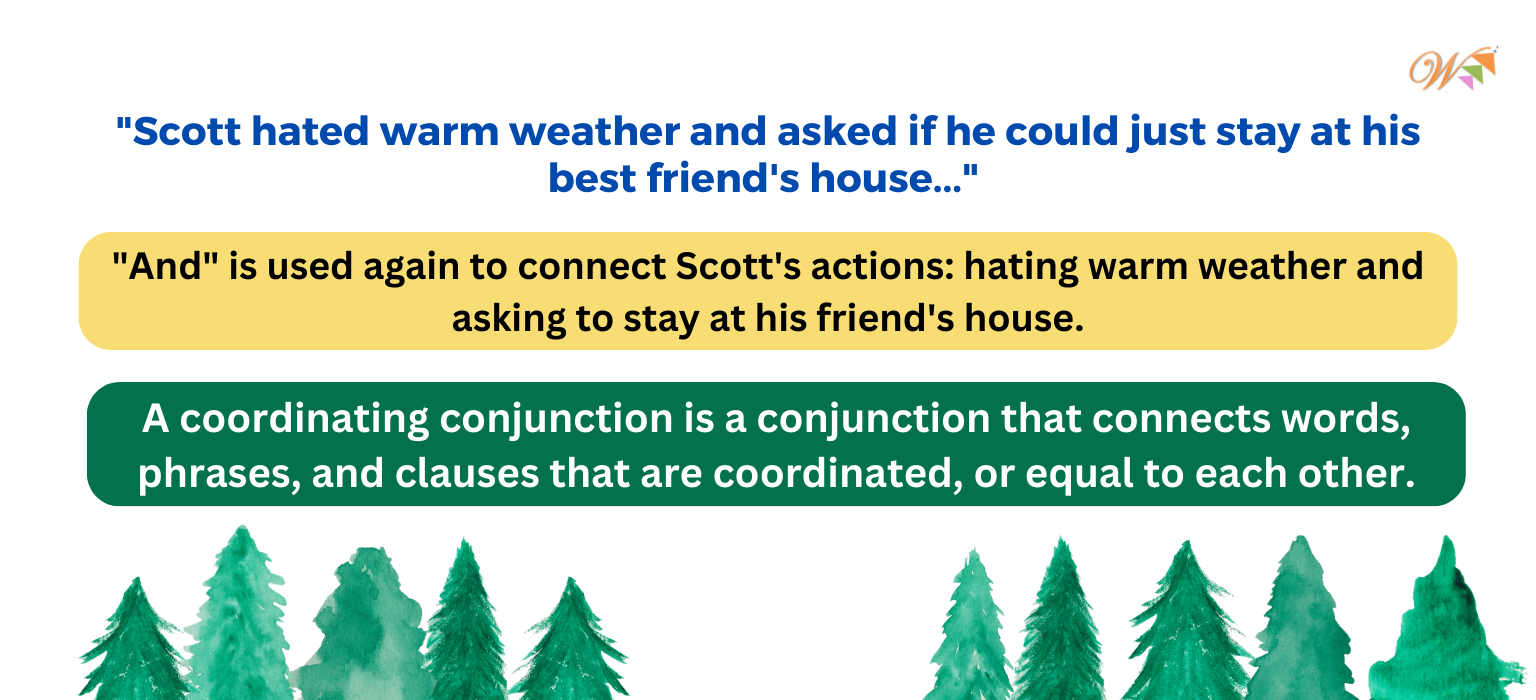 W
"Scott hated warm weather and asked if he could just stay at his
best friend's house..."
"And" is used again to connect Scott's actions: hating warm weather and
asking to stay at his friend's house.
A coordinating conjunction is a conjunction that connects words,
phrases, and clauses that are coordinated, or equal to each other.